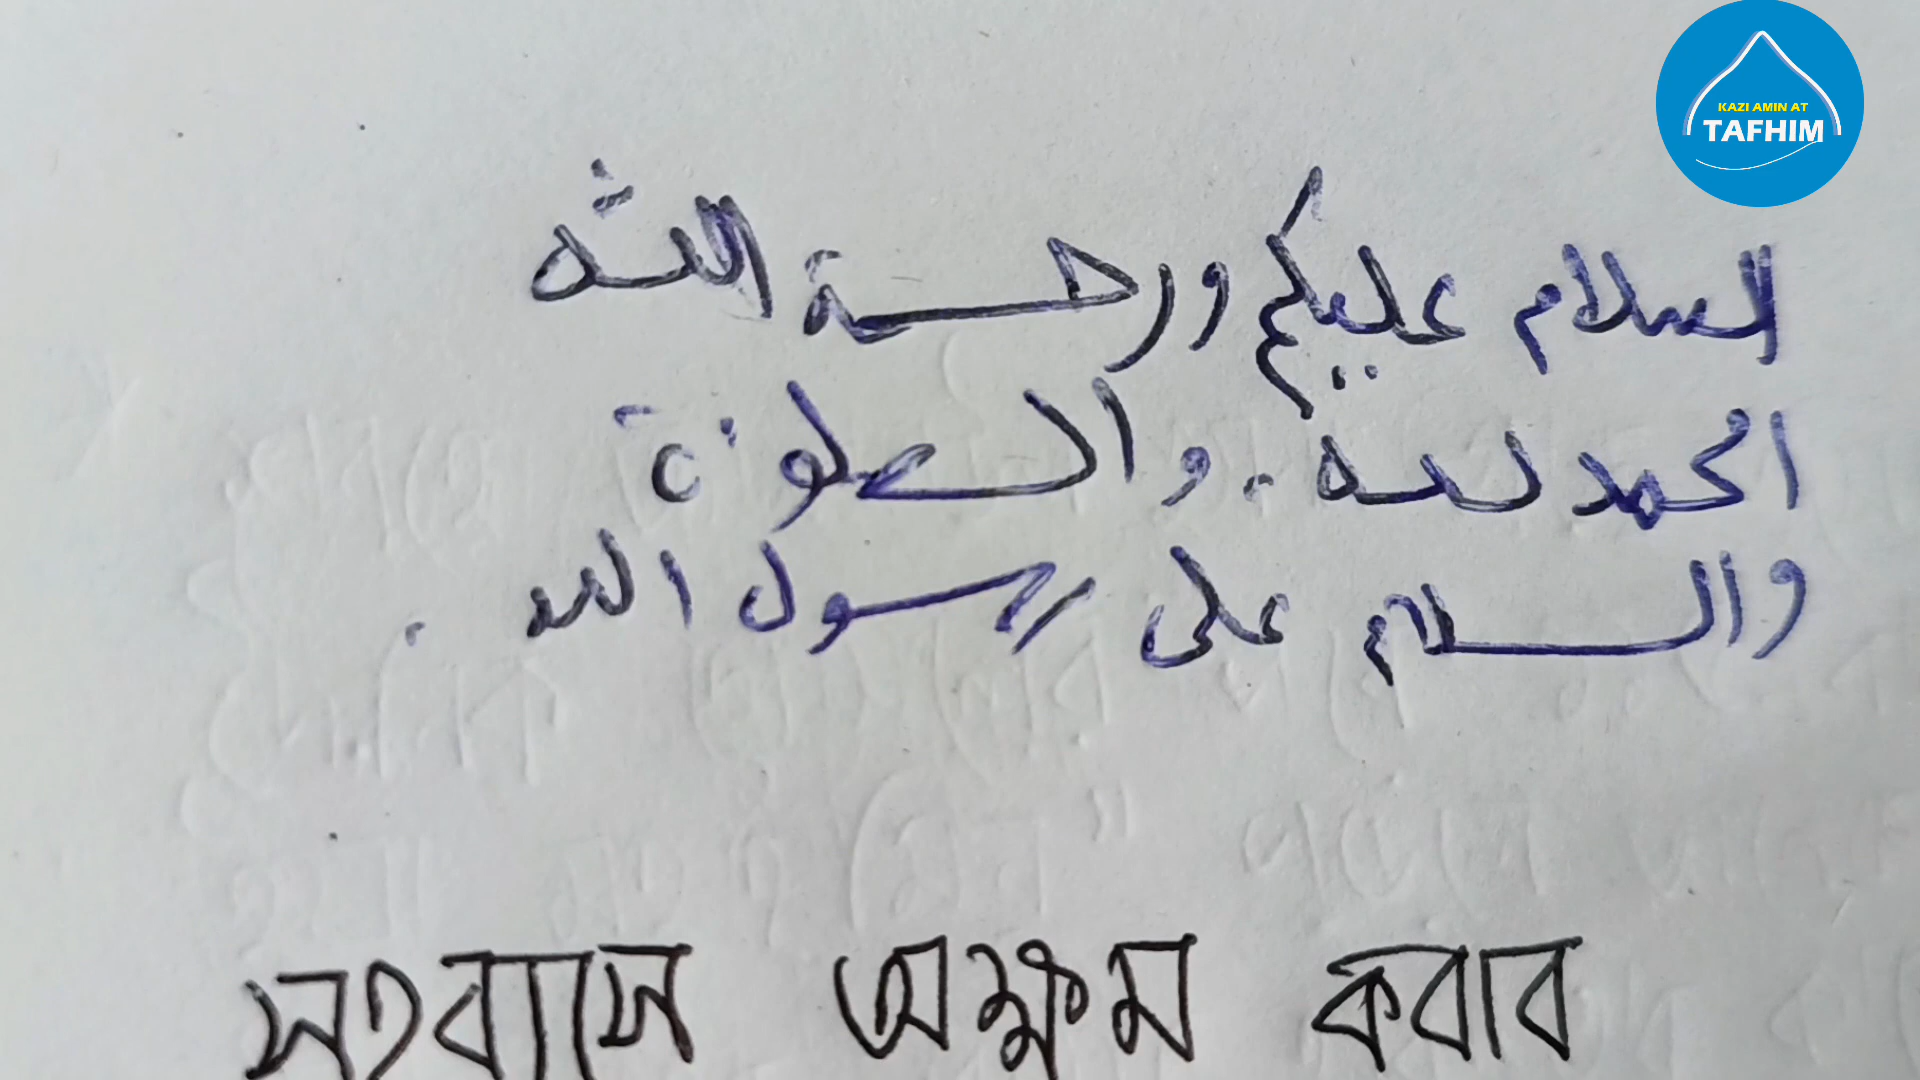 KAZI AMIN AT
TAFHIM
السلام عليكم ورحمة الله
الحمد لله . والصلوة
والسلام على رسول الله .
সহবাসে অক্ষম করার